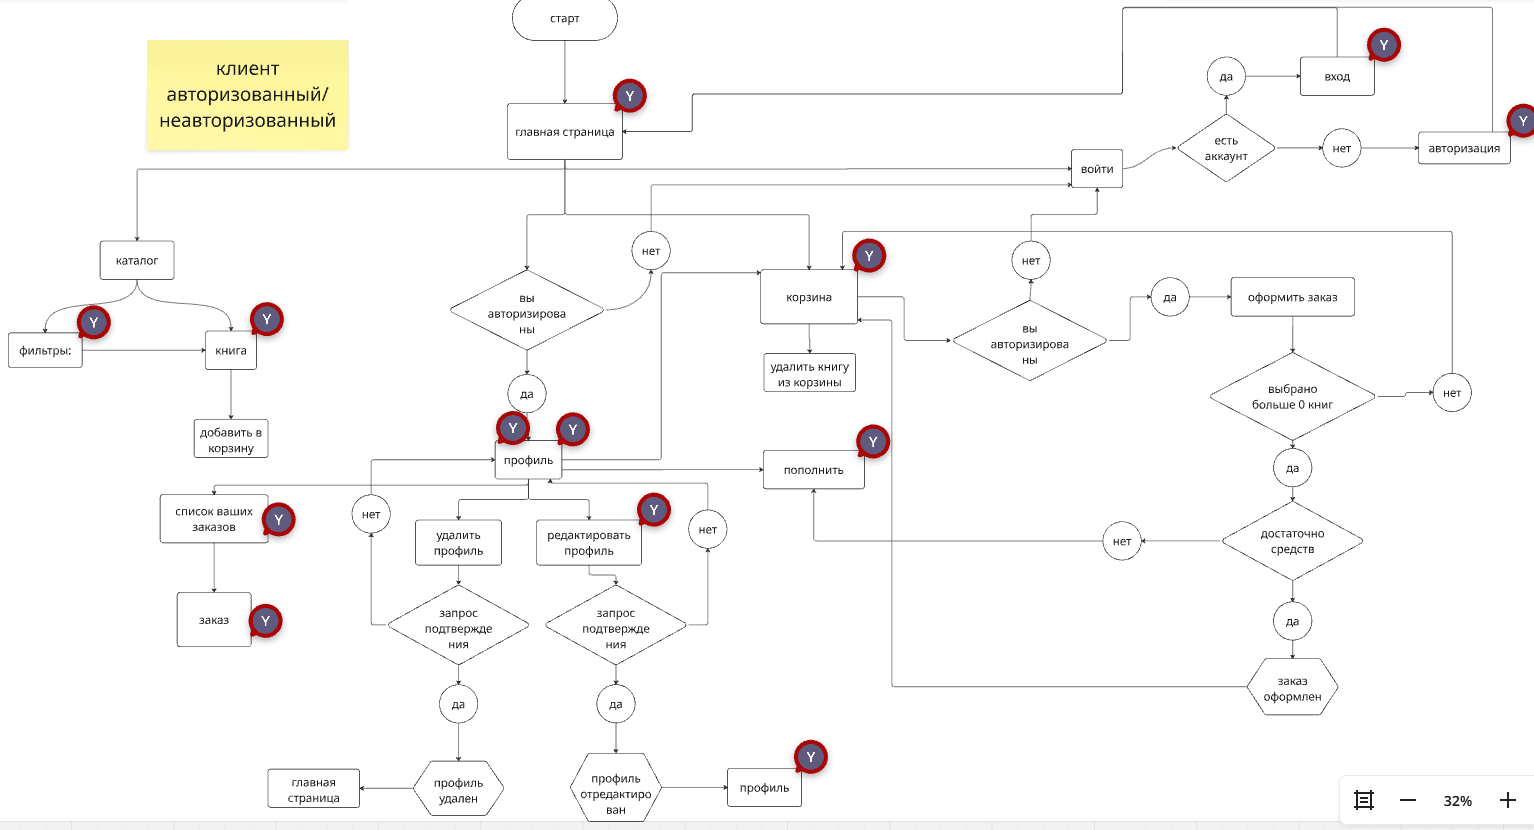 старт
клиент
авторизованный/
неавторизованный
Y
главная страница
Y
да
вход
Y
есть
аккаунт
нет
авторизация
Y
войти
каталог
фильтры:
Y
книга
Y
добавить в
корзину
вы
авторизирова
ны
нет
да
корзина
Y
удалить книгу
из корзины
вы
авторизирова
ны
нет
да
оформить заказ
выбрано
больше 0 книг
нет
да
достаточно
средств
нет
да
заказ
оформлен
Y
Y
профиль
пополнить
Y
список ваших
заказов
Y
заказ
Y
нет
удалить
профиль
редактировать
профиль
Y
нет
запрос
подтвержде
ния
запрос
подтвержде
ния
да
да
главная
страница
профиль
удален
профиль
отредактиро
ван
профиль
Y
32%